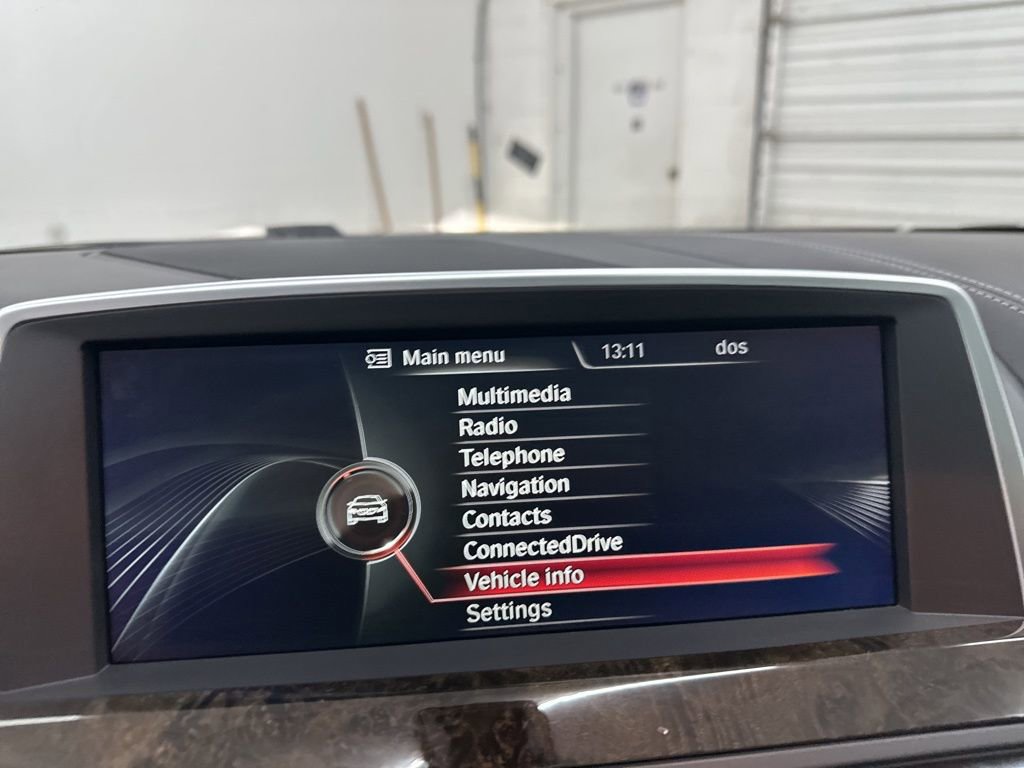 Main menu
13:11
dos
Multimedia
Radio
Telephone
Navigation
Contacts
ConnectedDrive
Vehicle info
Settings